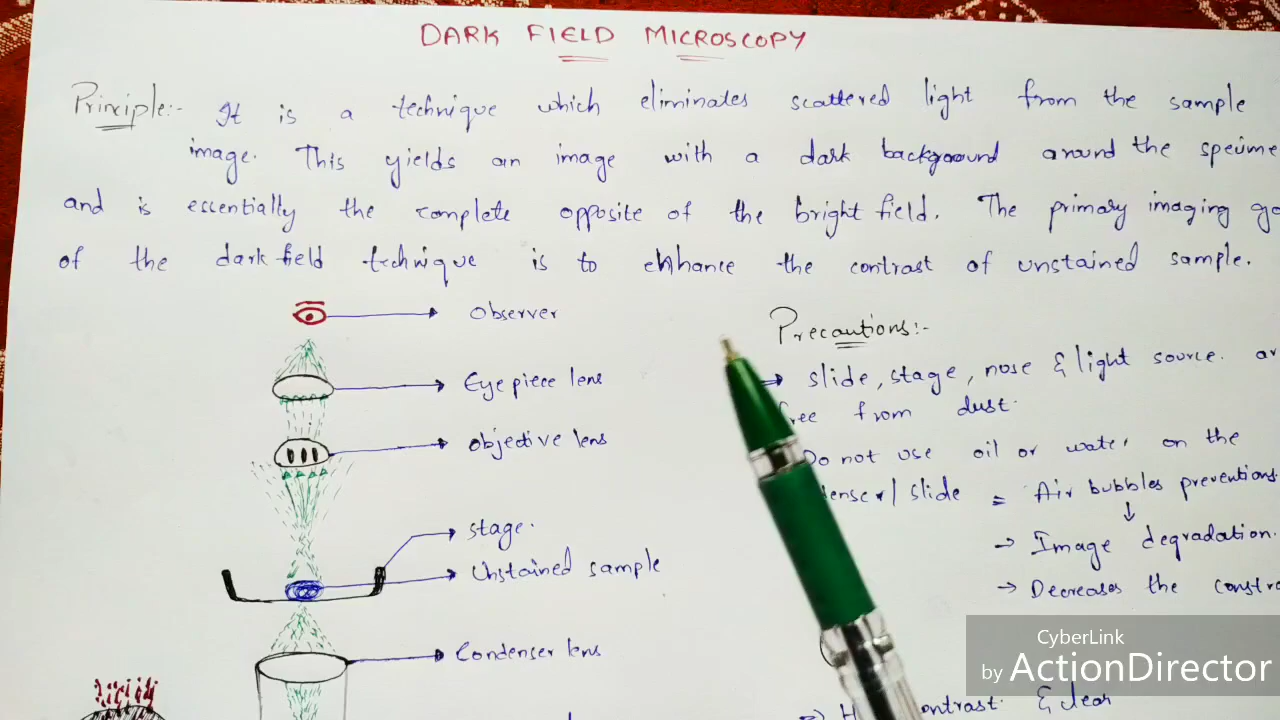 DARK FIELD MICROSCOPY
Principle:- It is a technique which eliminates scattered light from the sample
image. This yields an image with a dark background around the specime
and is essentially the complete opposite of the bright field. The primary imaging go
of the dark field technique is to enhance the contrast of unstained sample.
Observer
Eye piece lens
Objective lens
stage.
Unstained sample
Condenser lens
Precautions:-
→ slide, stage, nose & light source. ar
free from dust.
Do not use oil or water on the
denser / slide = Air bubbles preventions.
↓
→ Image degradation.
→ Decreases the constra
contrast & clear
CyberLink
by ActionDirector